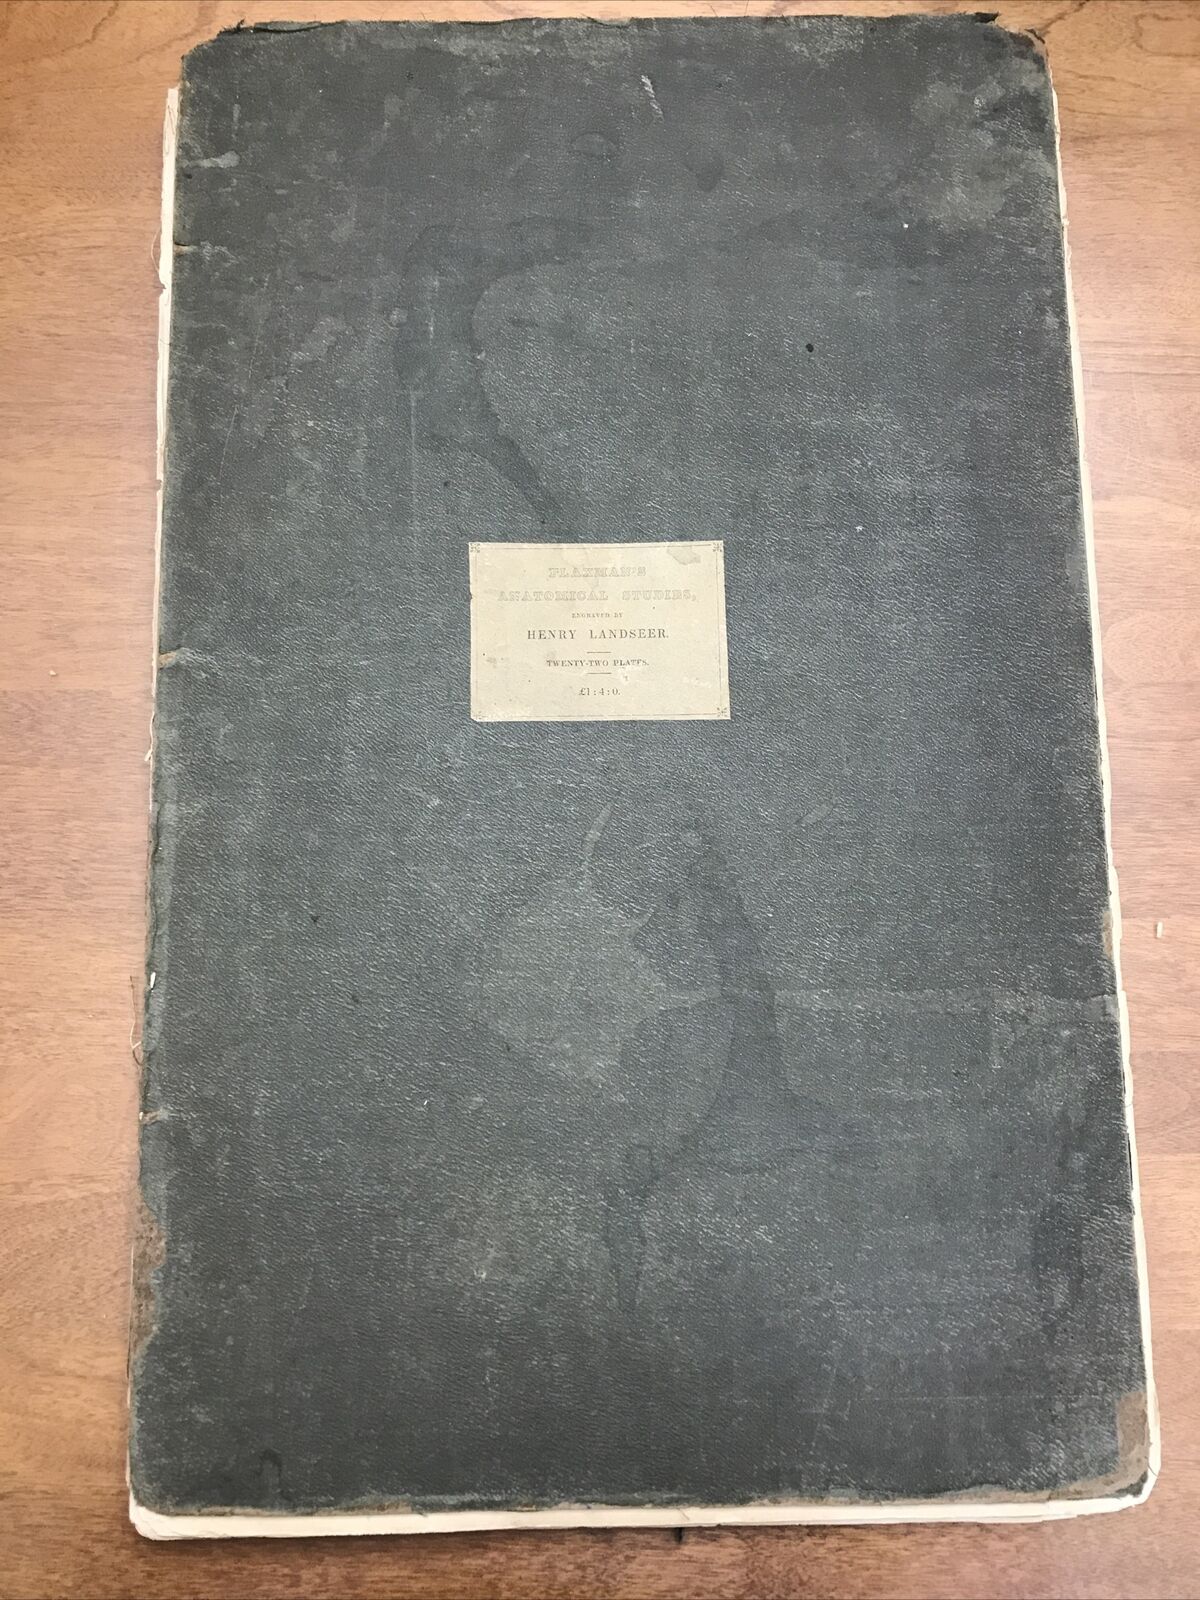 FLAXMAN'S
ANATOMICAL STUDIES,
ENGRAVED BY
HENRY LANDSEER.
TWENTY-TWO PLATES.
£1 : 4 : 0.